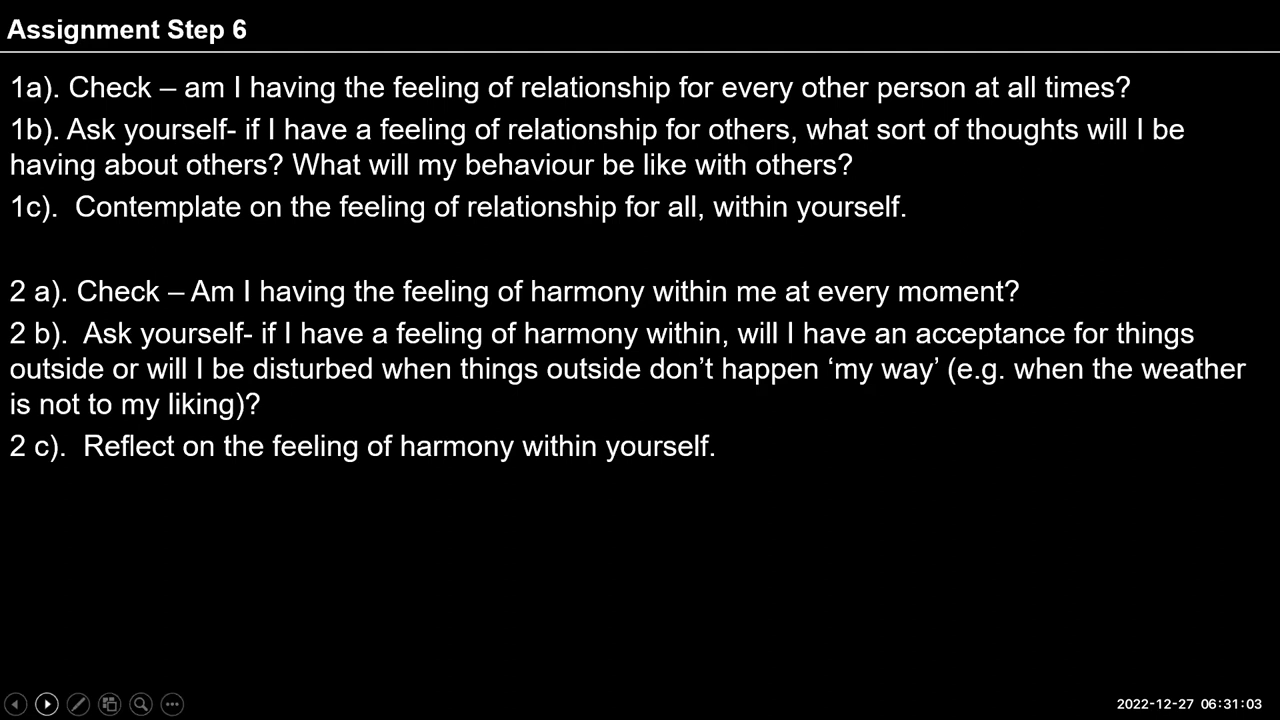 Assignment Step 6
1a). Check – am I having the feeling of relationship for every other person at all times?
1b). Ask yourself- if I have a feeling of relationship for others, what sort of thoughts will I be
having about others? What will my behaviour be like with others?
1c).  Contemplate on the feeling of relationship for all, within yourself.
2 a). Check – Am I having the feeling of harmony within me at every moment?
2 b).  Ask yourself- if I have a feeling of harmony within, will I have an acceptance for things
outside or will I be disturbed when things outside don’t happen ‘my way’ (e.g. when the weather
is not to my liking)?
2 c).  Reflect on the feeling of harmony within yourself.
2022-12-27 06:31:03